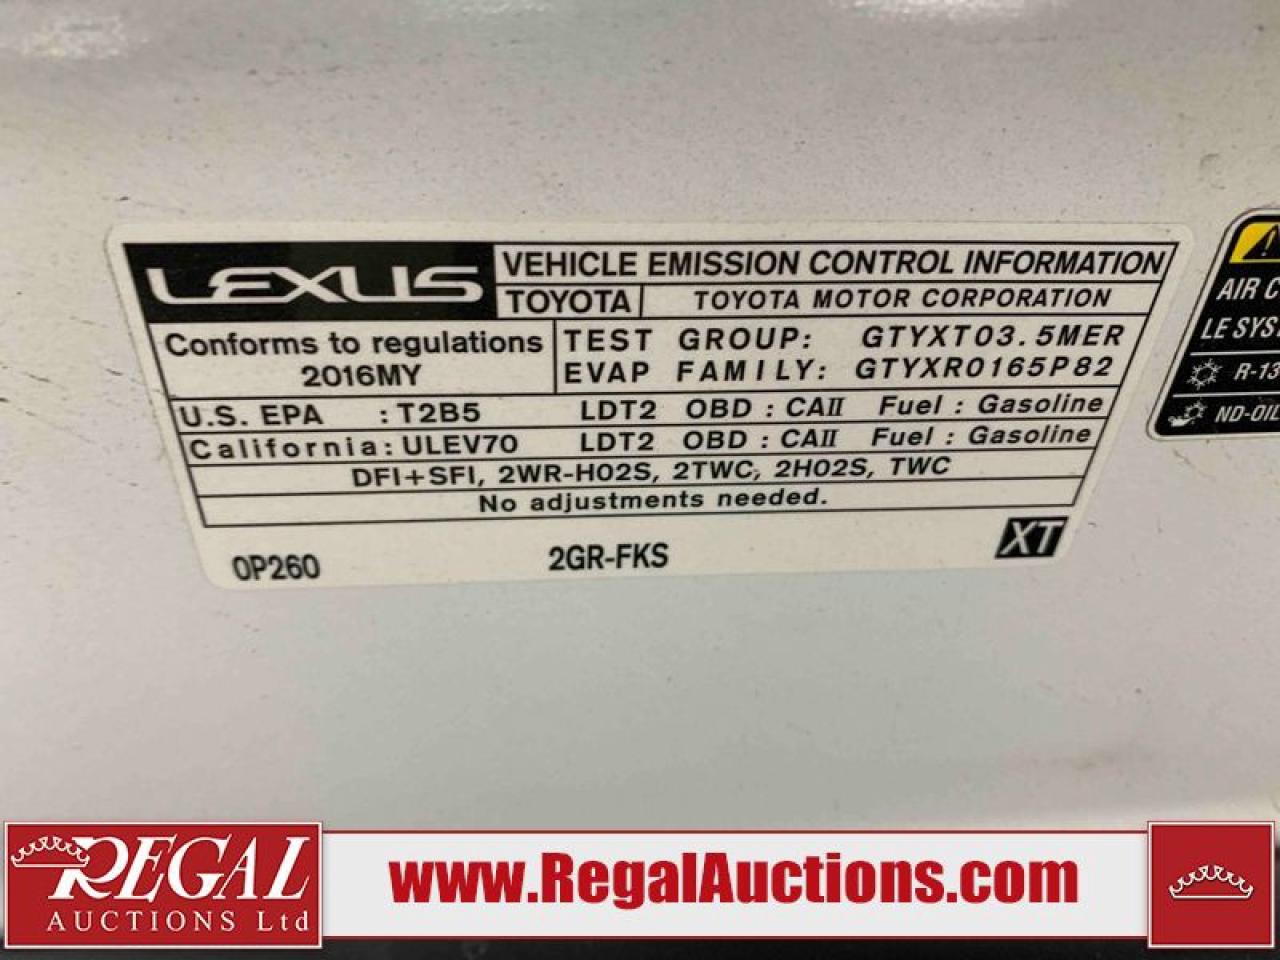 LEXUS
VEHICLE EMISSION CONTROL INFORMATION
TOYOTA TOYOTA MOTOR CORPORATION
Conforms to regulations
2016MY
TEST GROUP: GTYXT03.5MER
EVAP FAMILY: GTYXR0165P82
U.S. EPA : T2B5 LDT2 OBD : CAII Fuel : Gasoline
California : ULEV70 LDT2 OBD : CAII Fuel : Gasoline
DFI+SFI, 2WR-HO2S, 2TWC, 2HO2S, TWC
No adjustments needed.
0P260 2GR-FKS XT
AIR C
LE SYS
R-13
ND-OIL
REGAL
AUCTIONS Ltd
www.RegalAuctions.com